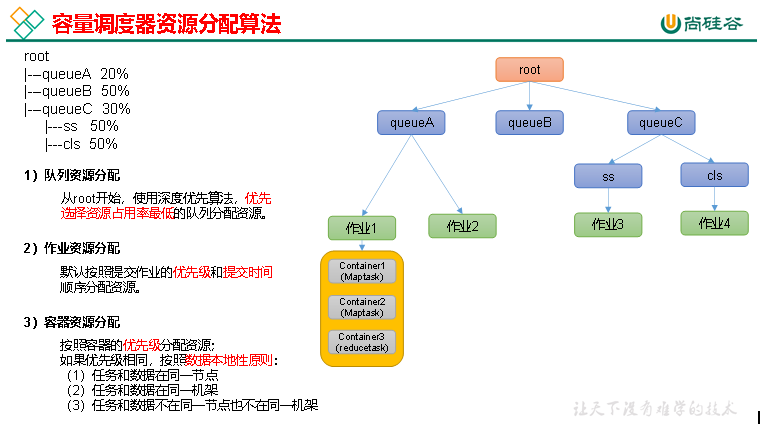 容量调度器资源分配算法
尚硅谷
root
|---queueA 20%
|---queueB 50%
|---queueC 30%
|---ss 50%
|---cls 50%
1）队列资源分配
从root开始，使用深度优先算法，优先
选择资源占用率最低的队列分配资源。
2）作业资源分配
默认按照提交作业的优先级和提交时间
顺序分配资源。
3）容器资源分配
按照容器的优先级分配资源；
如果优先级相同，按照数据本地性原则：
（1）任务和数据在同一节点
（2）任务和数据在同一机架
（3）任务和数据不在同一节点也不在同一机架
root
queueA
queueB
queueC
ss
cls
作业1
作业2
作业3
作业4
Container1
(Maptask)
Container2
(Maptask)
Container3
(reducetask)
让天下没有难学的技术